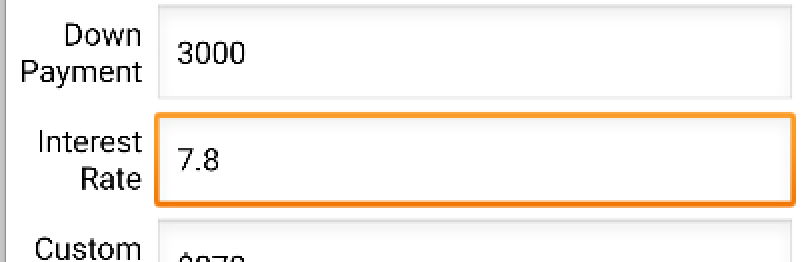 Down
Payment
3000
Interest
Rate
7.8
Custom